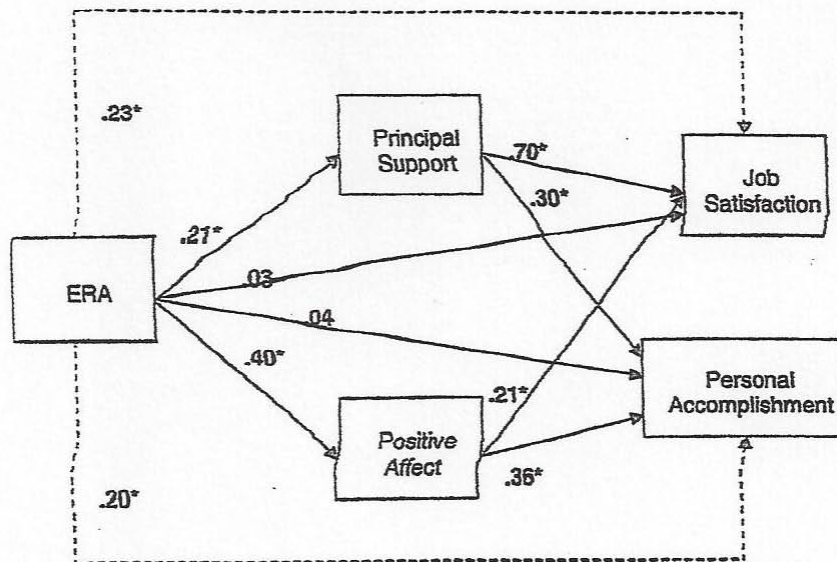 .23*
Principal
Support
.70*
Job
Satisfaction
.30*
.21*
ERA
.03
.04
.40*
Personal
Accomplishment
.21*
Positive
Affect
.36*
.20*